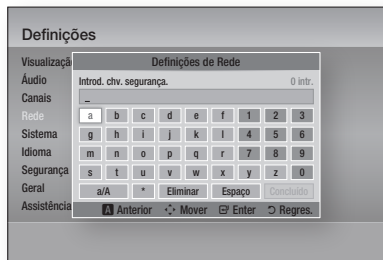 Definições
Visualizaçã
Áudio
Canais
Rede
Sistema
Idioma
Segurança
Geral
Assistência
Definições de Rede
Introd. chv. segurança. 0 intr.
_
a b c d e f 1 2 3
g h i j k l 4 5 6
m n o p q r 7 8 9
s t u v w x y z 0
a/A * Eliminar Espaço Concluído
A Anterior Mover Enter Regres.